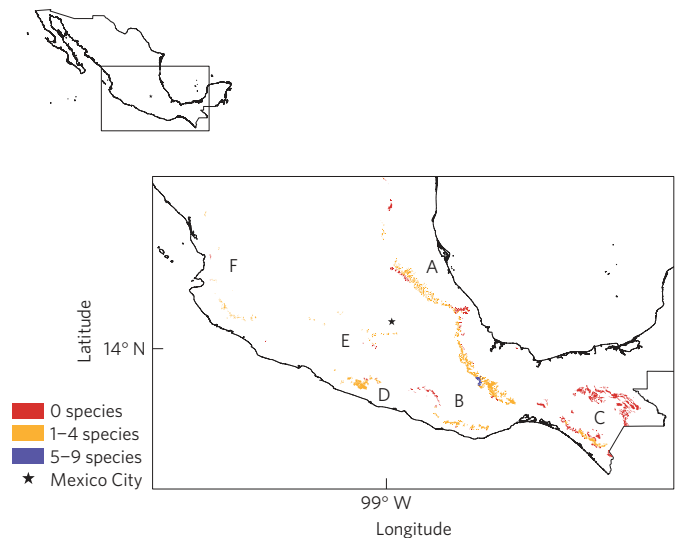 A
F
E
Latitude
14° N
D
B
C
0 species
1–4 species
5–9 species
Mexico City
99° W
Longitude